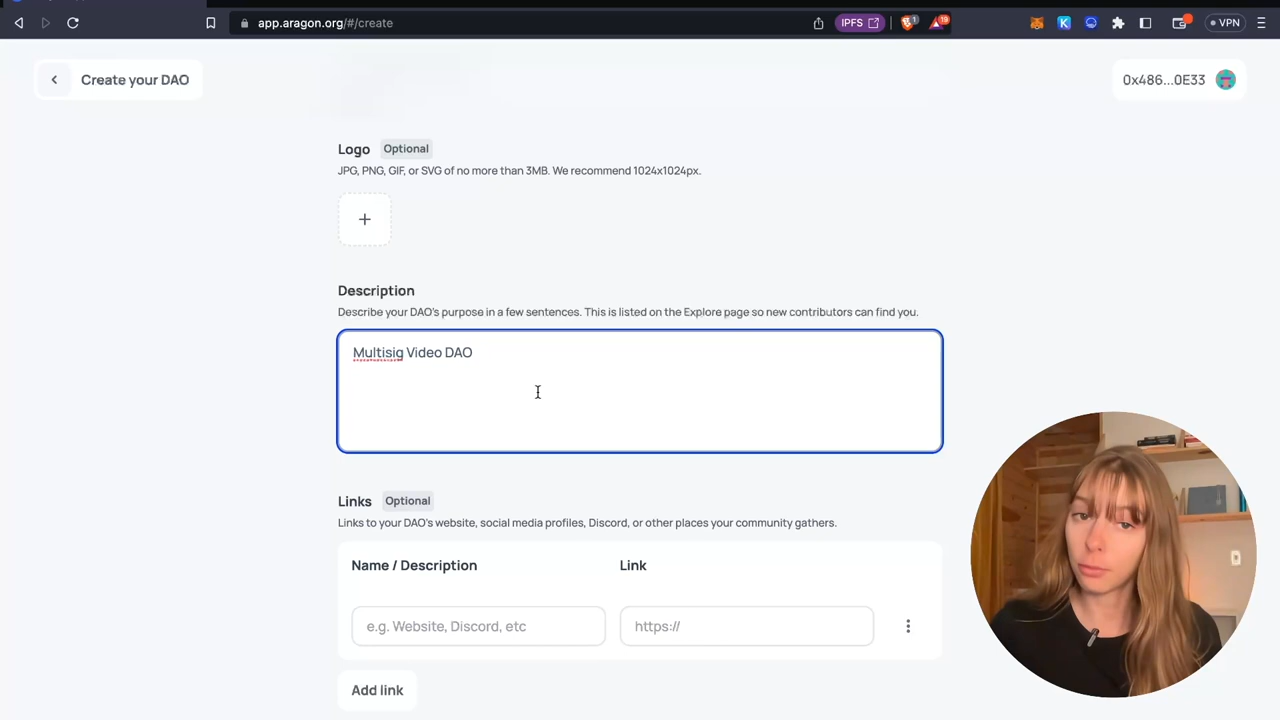 app.aragon.org/#/create
IPFS
1
19
VPN
Create your DAO
0x486...0E33
Logo Optional
JPG, PNG, GIF, or SVG of no more than 3MB. We recommend 1024x1024px.
Description
Describe your DAO's purpose in a few sentences. This is listed on the Explore page so new contributors can find you.
Multisig Video DAO
Links Optional
Links to your DAO's website, social media profiles, Discord, or other places your community gathers.
Name / Description Link
e.g. Website, Discord, etc https://
Add link